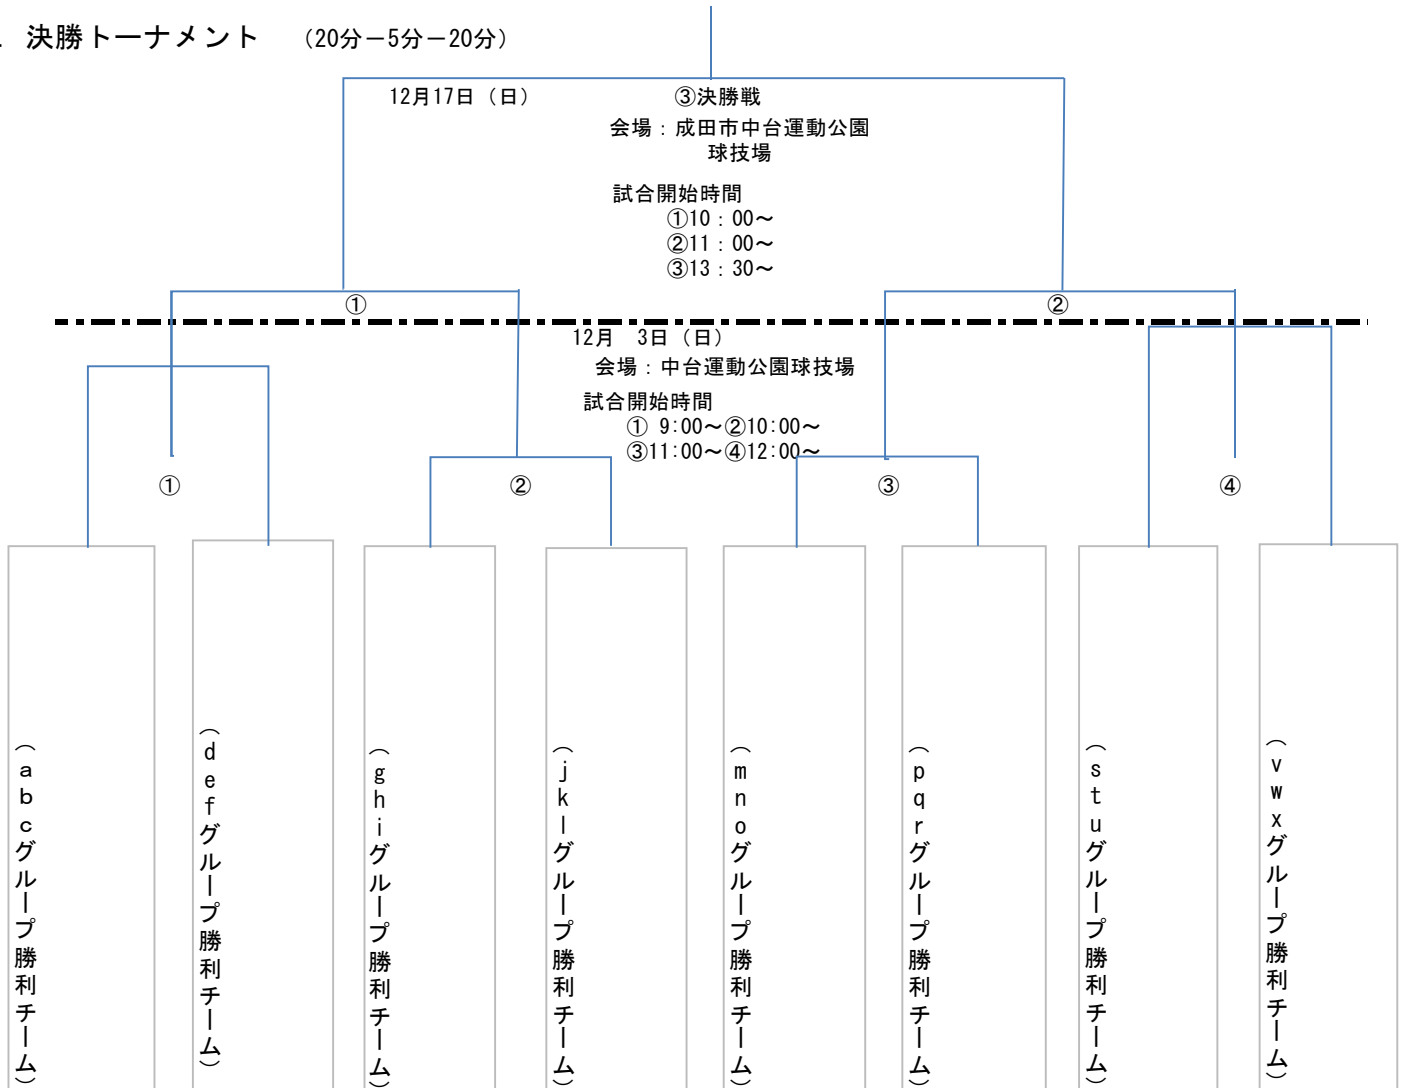 決勝トーナメント　（20分－5分－20分）
12月17日（日）　③決勝戦
会場：成田市中台運動公園
球技場
試合開始時間
①10：00～
②11：00～
③13：30～
①
②
12月　3日（日）
会場：中台運動公園球技場
試合開始時間
① 9:00～②10:00～
③11:00～④12:00～
①
②
③
④
（ａｂｃグループ勝利チーム）
（defグループ勝利チーム）
（ghiグループ勝利チーム）
（jklグループ勝利チーム）
（mnoグループ勝利チーム）
（pqrグループ勝利チーム）
（stuグループ勝利チーム）
（vwxグループ勝利チーム）